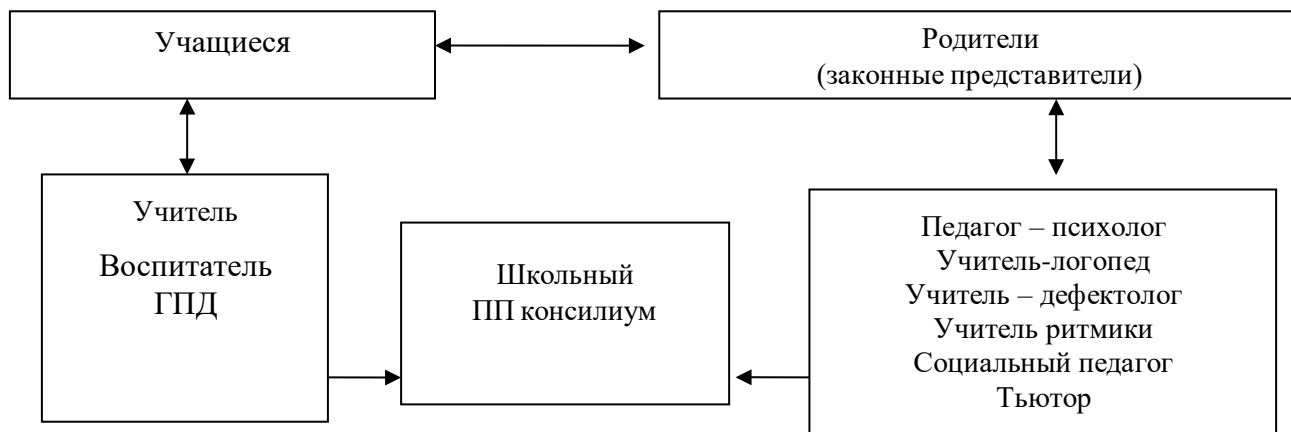 Учащиеся
Родители
(законные представители)
Учитель
Воспитатель
ГПД
Школьный
ПП консилиум
Педагог – психолог
Учитель-логопед
Учитель – дефектолог
Учитель ритмики
Социальный педагог
Тьютор